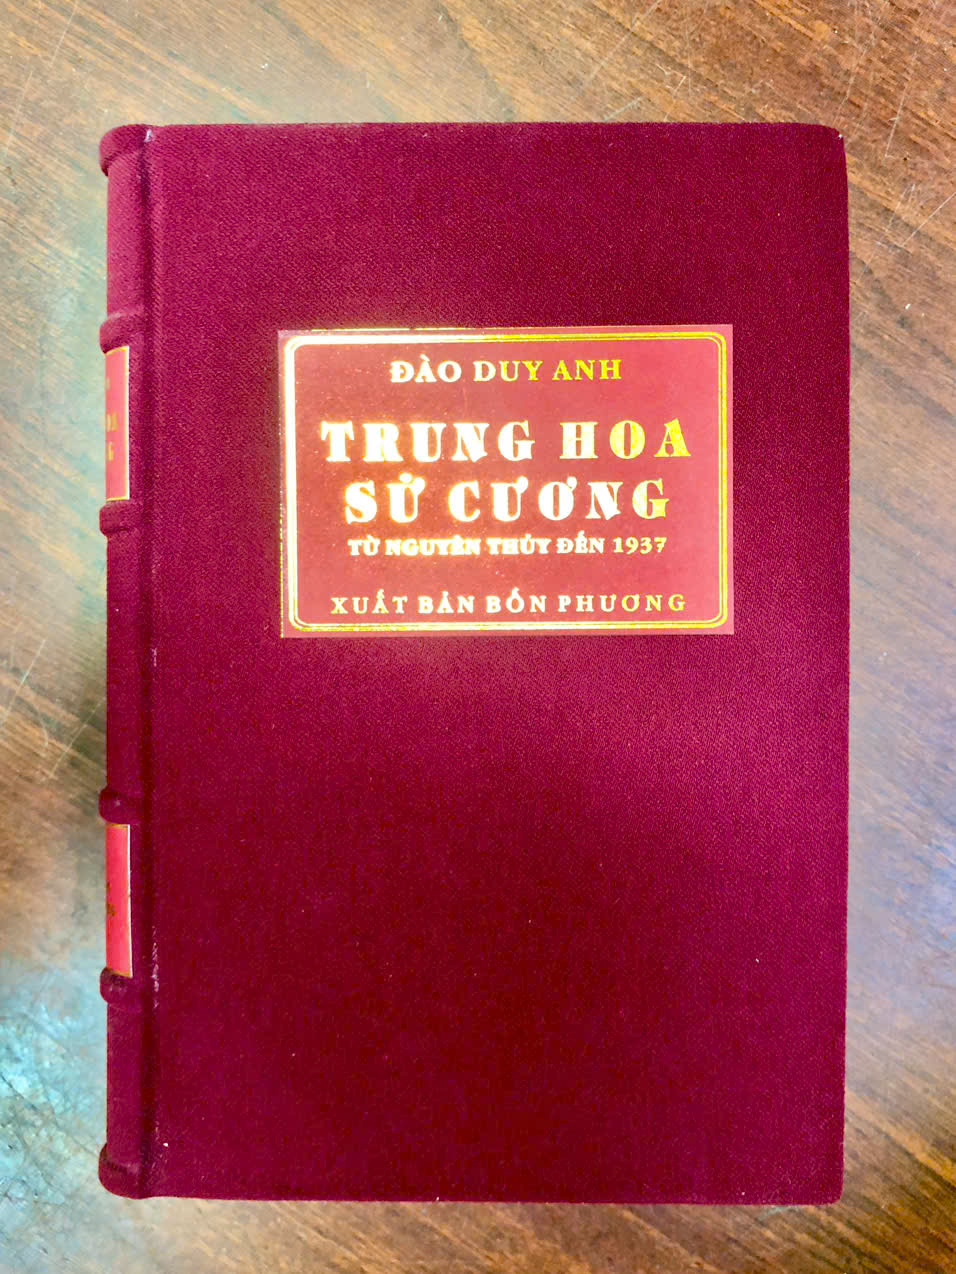 ĐÀO DUY ANH
TRUNG HOA
SỬ CƯƠNG
TỪ NGUYÊN THỦY ĐẾN 1937
XUẤT BẢN BỐN PHƯƠNG